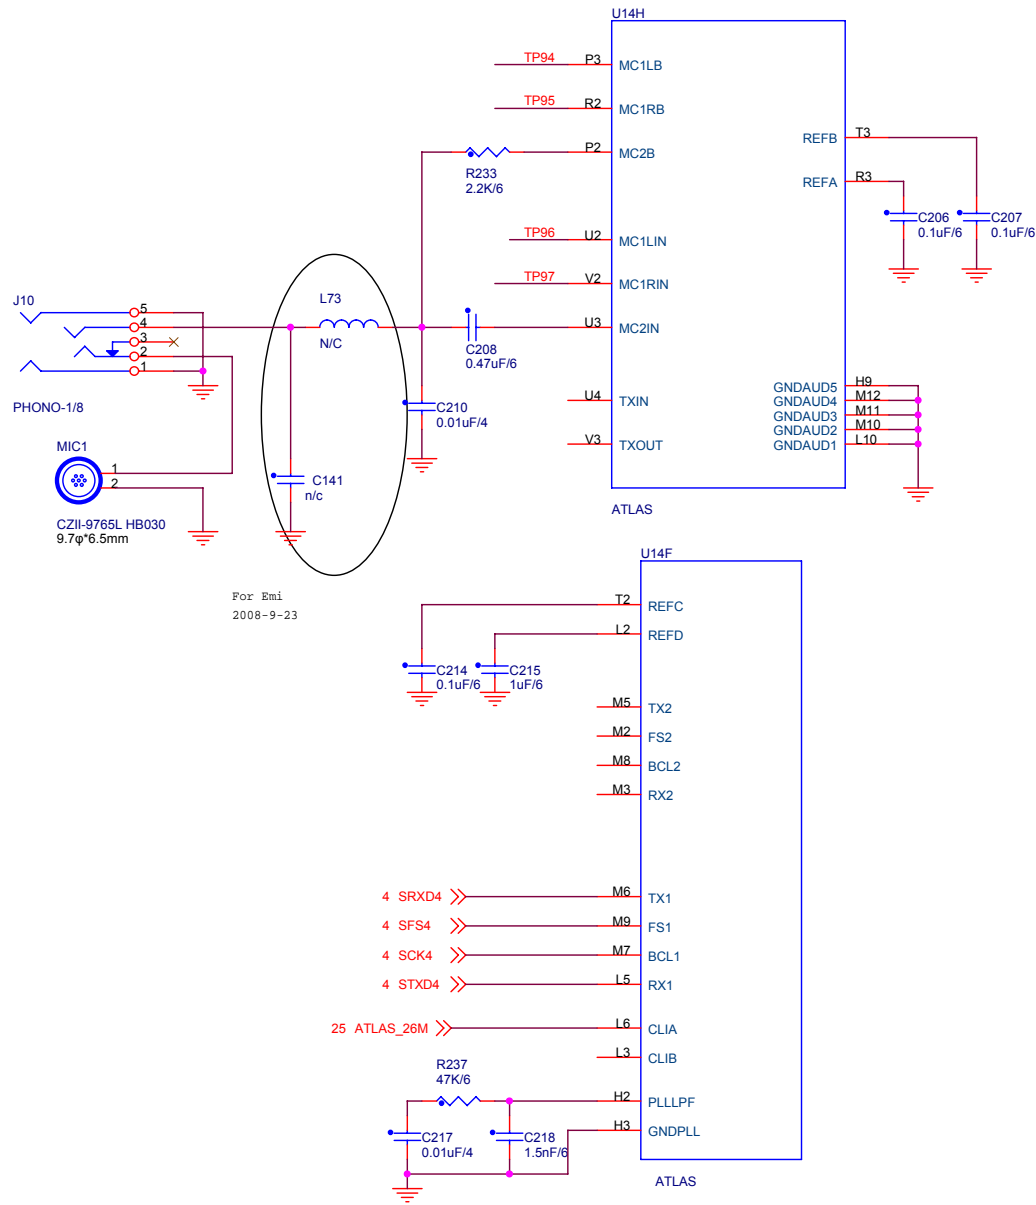 U14H
TP94 P3 MC1LB
TP95 R2 MC1RB
REFB T3
P2 MC2B
R233
2.2K/6
REFA R3
C206
0.1uF/6
C207
0.1uF/6
TP96 U2 MC1LIN
TP97 V2 MC1RIN
J10
L73
N/C
5
4
3
2
1
U3 MC2IN
C208
0.47uF/6
PHONO-1/8
C210
0.01uF/4
U4 TXIN
V3 TXOUT
GNDAUD5 H9
GNDAUD4 M12
GNDAUD3 M11
GNDAUD2 M10
GNDAUD1 L10
MIC1
1
2
C141
n/c
CZII-9765L HB030
9.7φ*6.5mm
ATLAS
For Emi
2008-9-23
U14F
T2 REFC
L2 REFD
C214
0.1uF/6
C215
1uF/6
M5 TX2
M2 FS2
M8 BCL2
M3 RX2
4 SRXD4 M6 TX1
4 SFS4 M9 FS1
4 SCK4 M7 BCL1
4 STXD4 L5 RX1
25 ATLAS_26M L6 CLIA
L3 CLIB
R237
47K/6
H2 PLLLPF
H3 GNDPLL
C217
0.01uF/4
C218
1.5nF/6
ATLAS